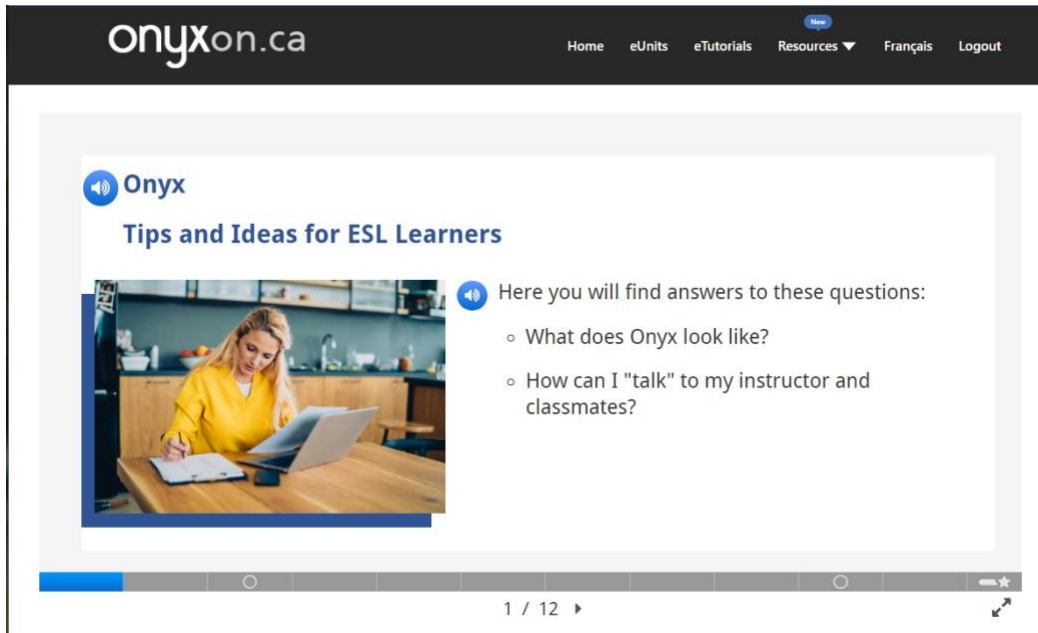 onyxon.ca
New
Home eUnits eTutorials Resources Français Logout
Onyx
Tips and Ideas for ESL Learners
Here you will find answers to these questions:
What does Onyx look like?
How can I "talk" to my instructor and
classmates?
1 / 12